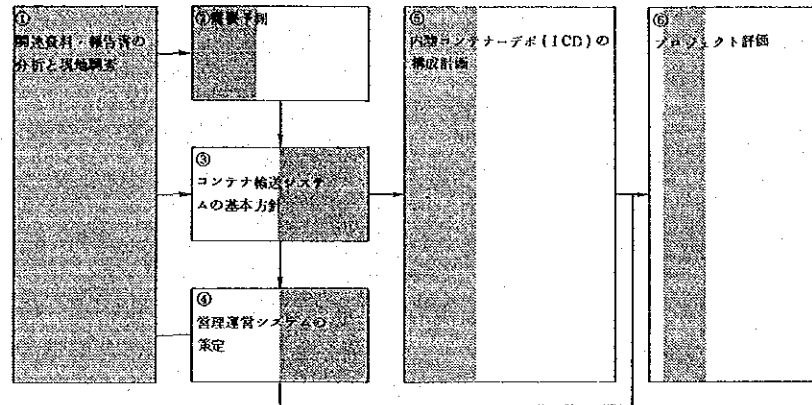 ①
関連資料・報告書の
分析と現地調査
②需要予測
③
コンテナ輸送システ
ムの基本方針
④
管理運営システムの
策定
⑤
内陸コンテナーデポ(ICD)の
構成計画
⑥
プロジェクト評価